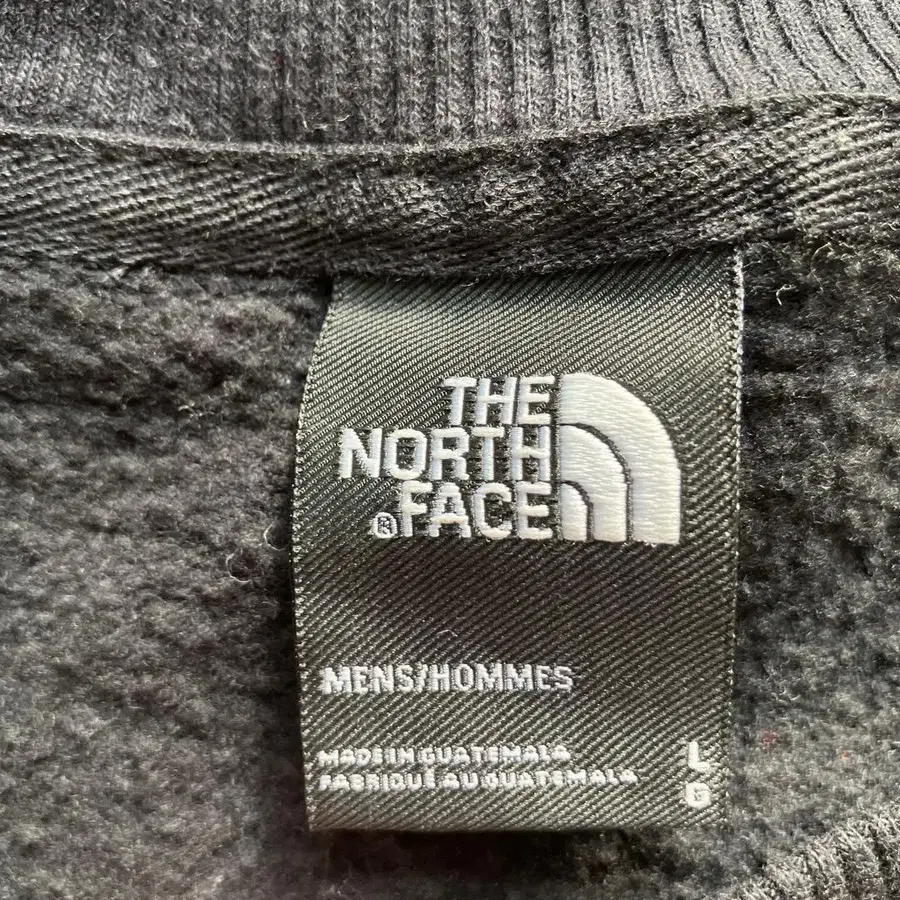 THE
NORTH
®FACE
MENS/HOMMES
MADE IN GUATEMALA
FABRIQUÉ AU GUATEMALA
L
G